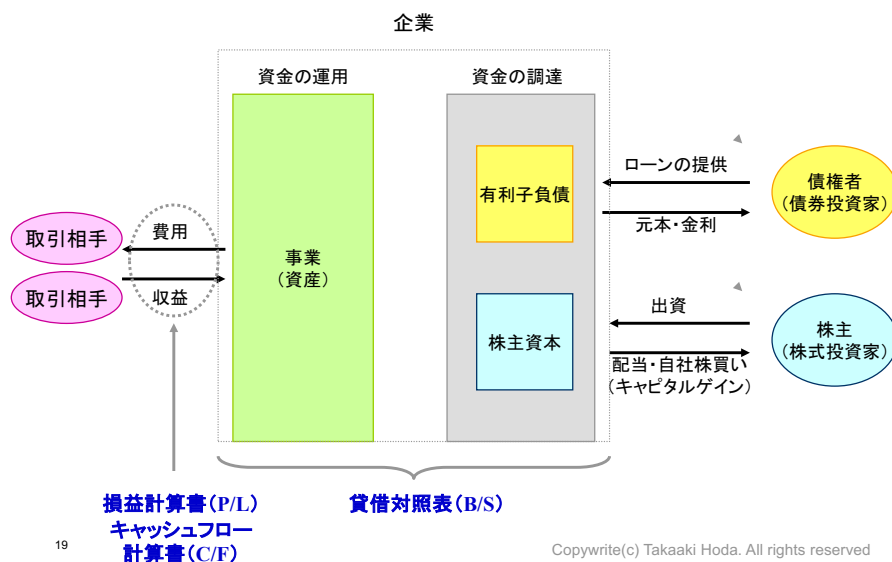 企業
資金の運用
資金の調達
ローンの提供
有利子負債
債権者
(債券投資家)
元本・金利
取引相手
費用
事業
(資産)
取引相手
収益
出資
株主資本
株主
(株式投資家)
配当・自社株買い
(キャピタルゲイン)
損益計算書(P/L)
キャッシュフロー
計算書(C/F)
貸借対照表(B/S)
19
Copywrite(c) Takaaki Hoda. All rights reserved